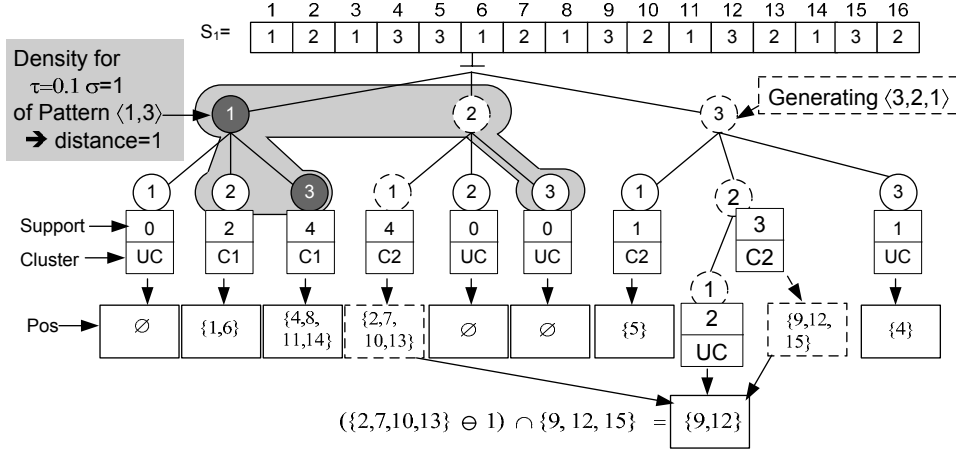 1 2 3 4 5 6 7 8 9 10 11 12 13 14 15 16
S1= 1 2 1 3 3 1 2 1 3 2 1 3 2 1 3 2
Density for
τ=0.1 σ=1
of Pattern ⟨1,3⟩
➔ distance=1
1 2 3
Generating ⟨3,2,1⟩
1 2 3 1 2 3 1 2 3
Support 0 2 4 4 0 0 1 3 1
Cluster UC C1 C1 C2 UC UC C2 C2 UC
1
2
UC
Pos ∅ {1,6} {4,8, 11,14} {2,7, 10,13} ∅ ∅ {5} {9,12, 15} {4}
({2,7,10,13} ⊖ 1) ∩ {9, 12, 15} = {9,12}